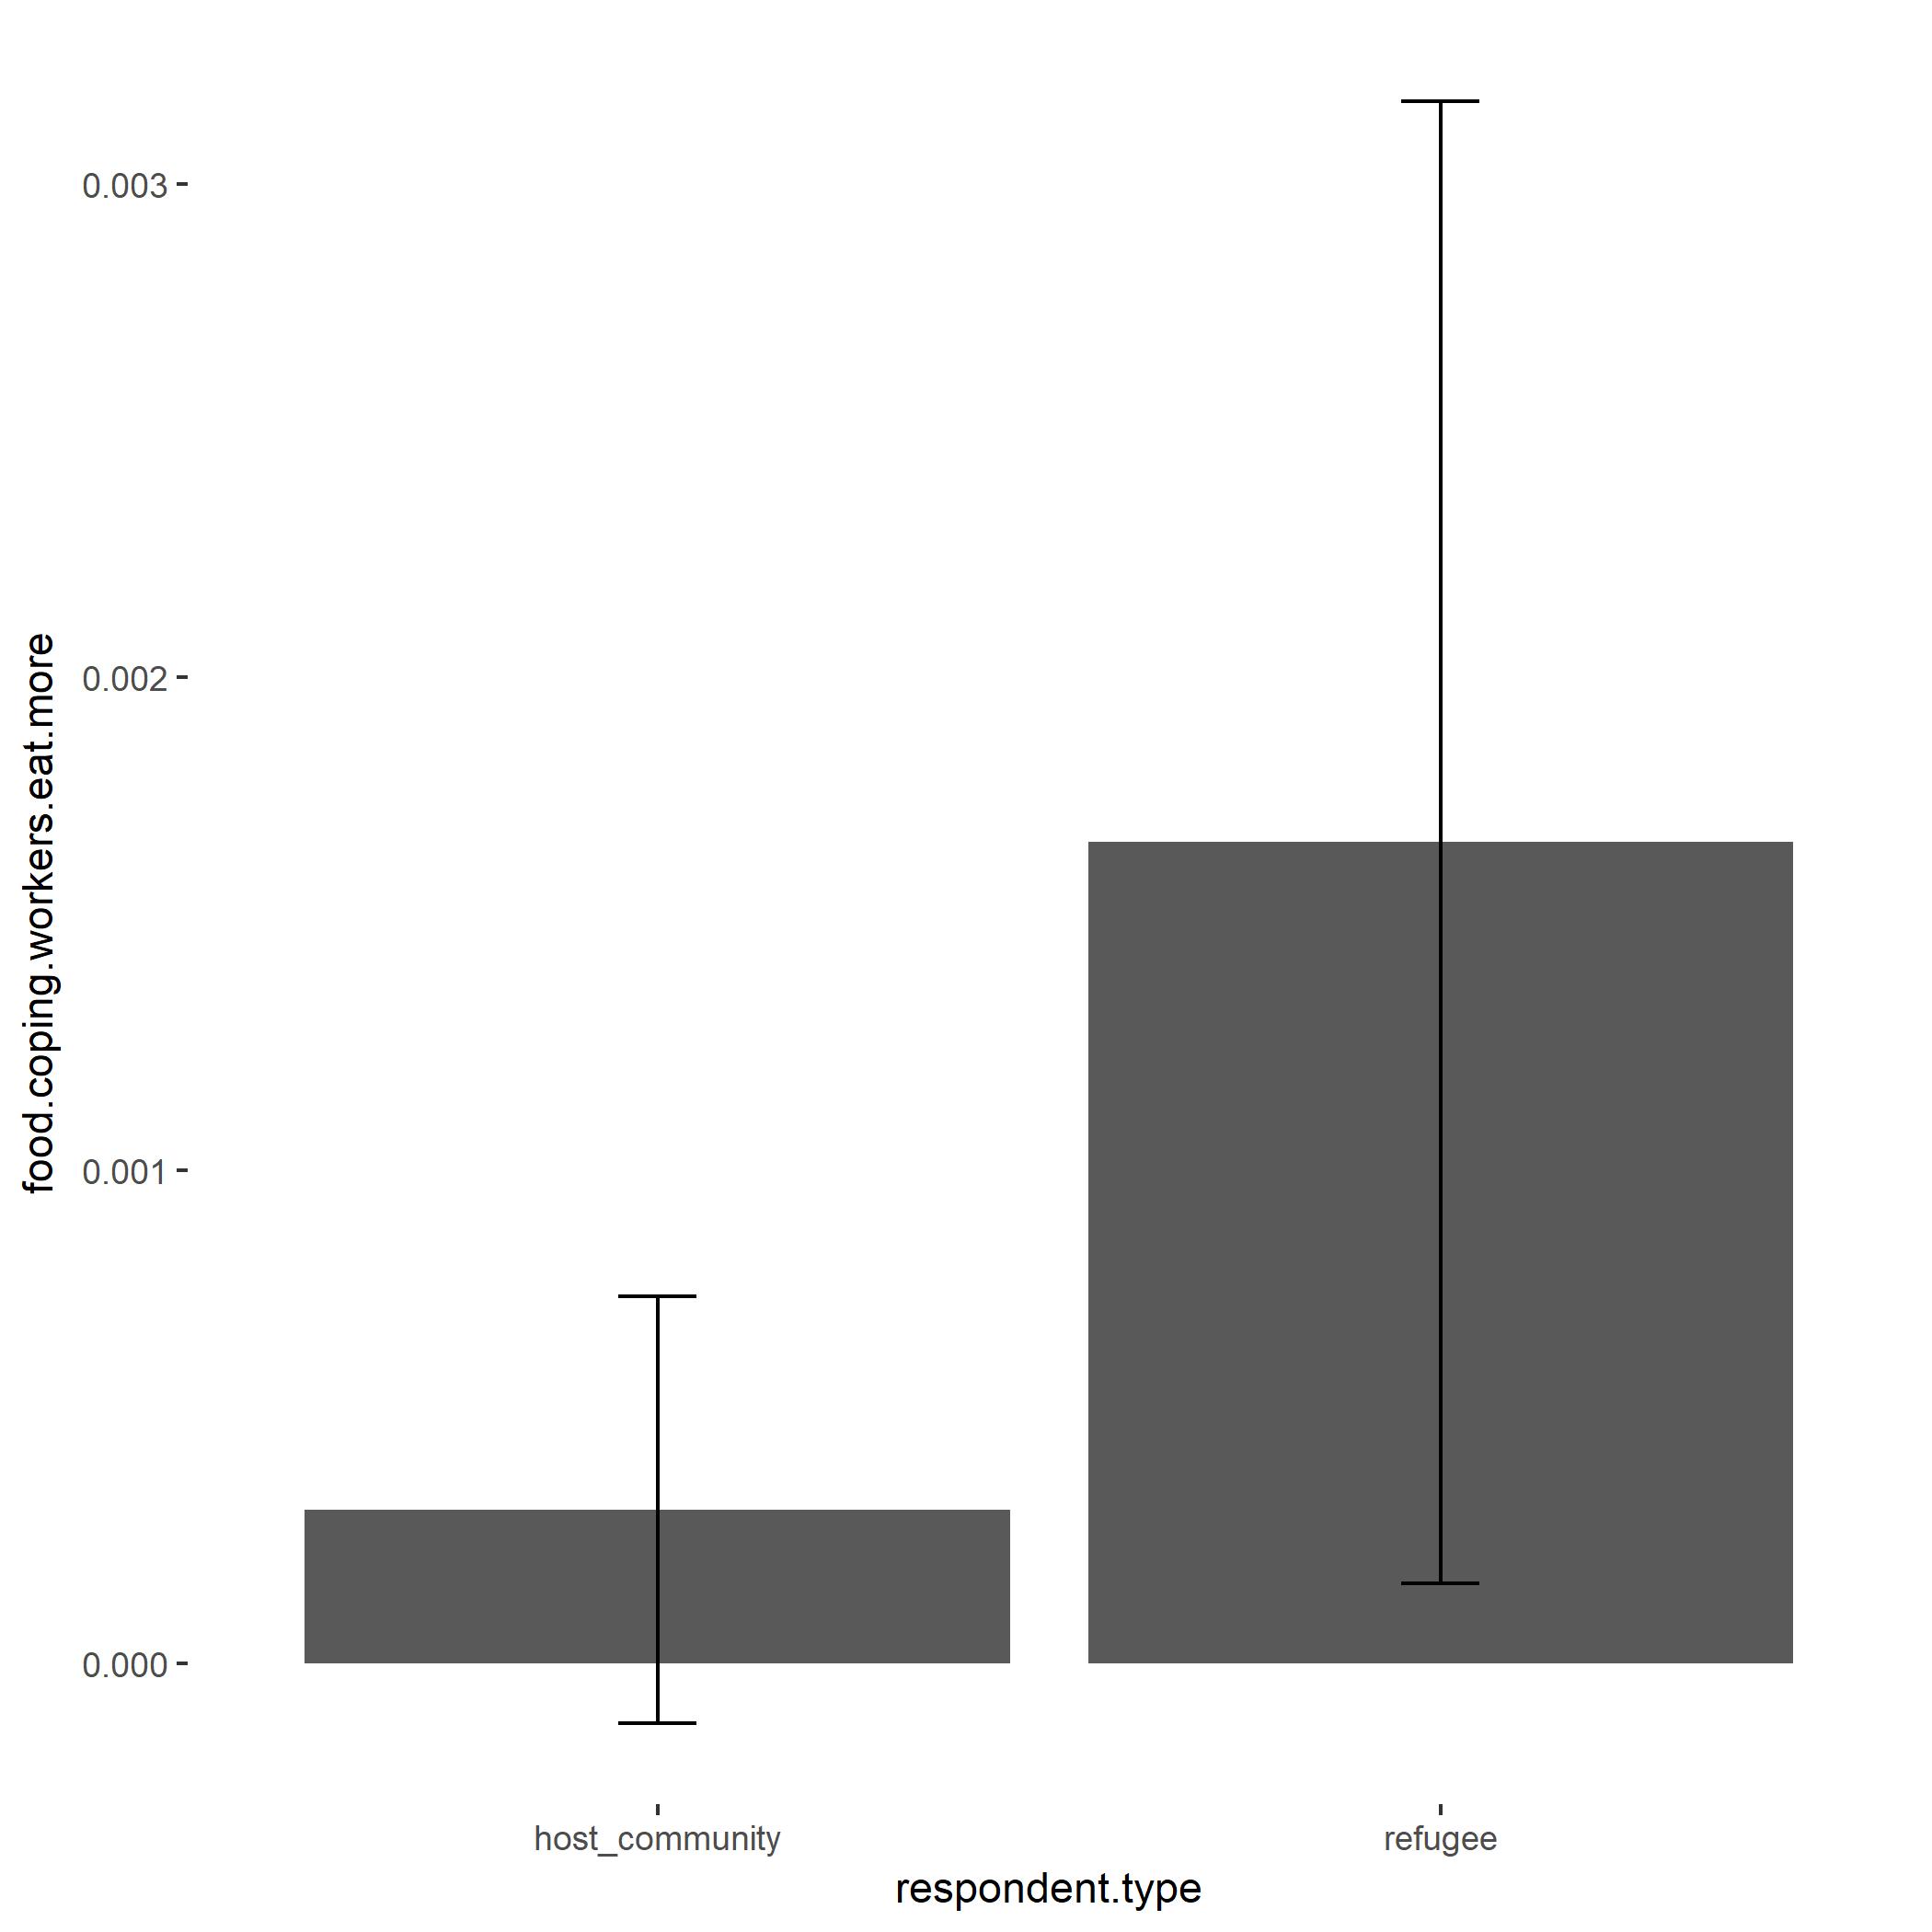 food.coping.workers.eat.more
0.003
0.002
0.001
0.000
host_community
refugee
respondent.type